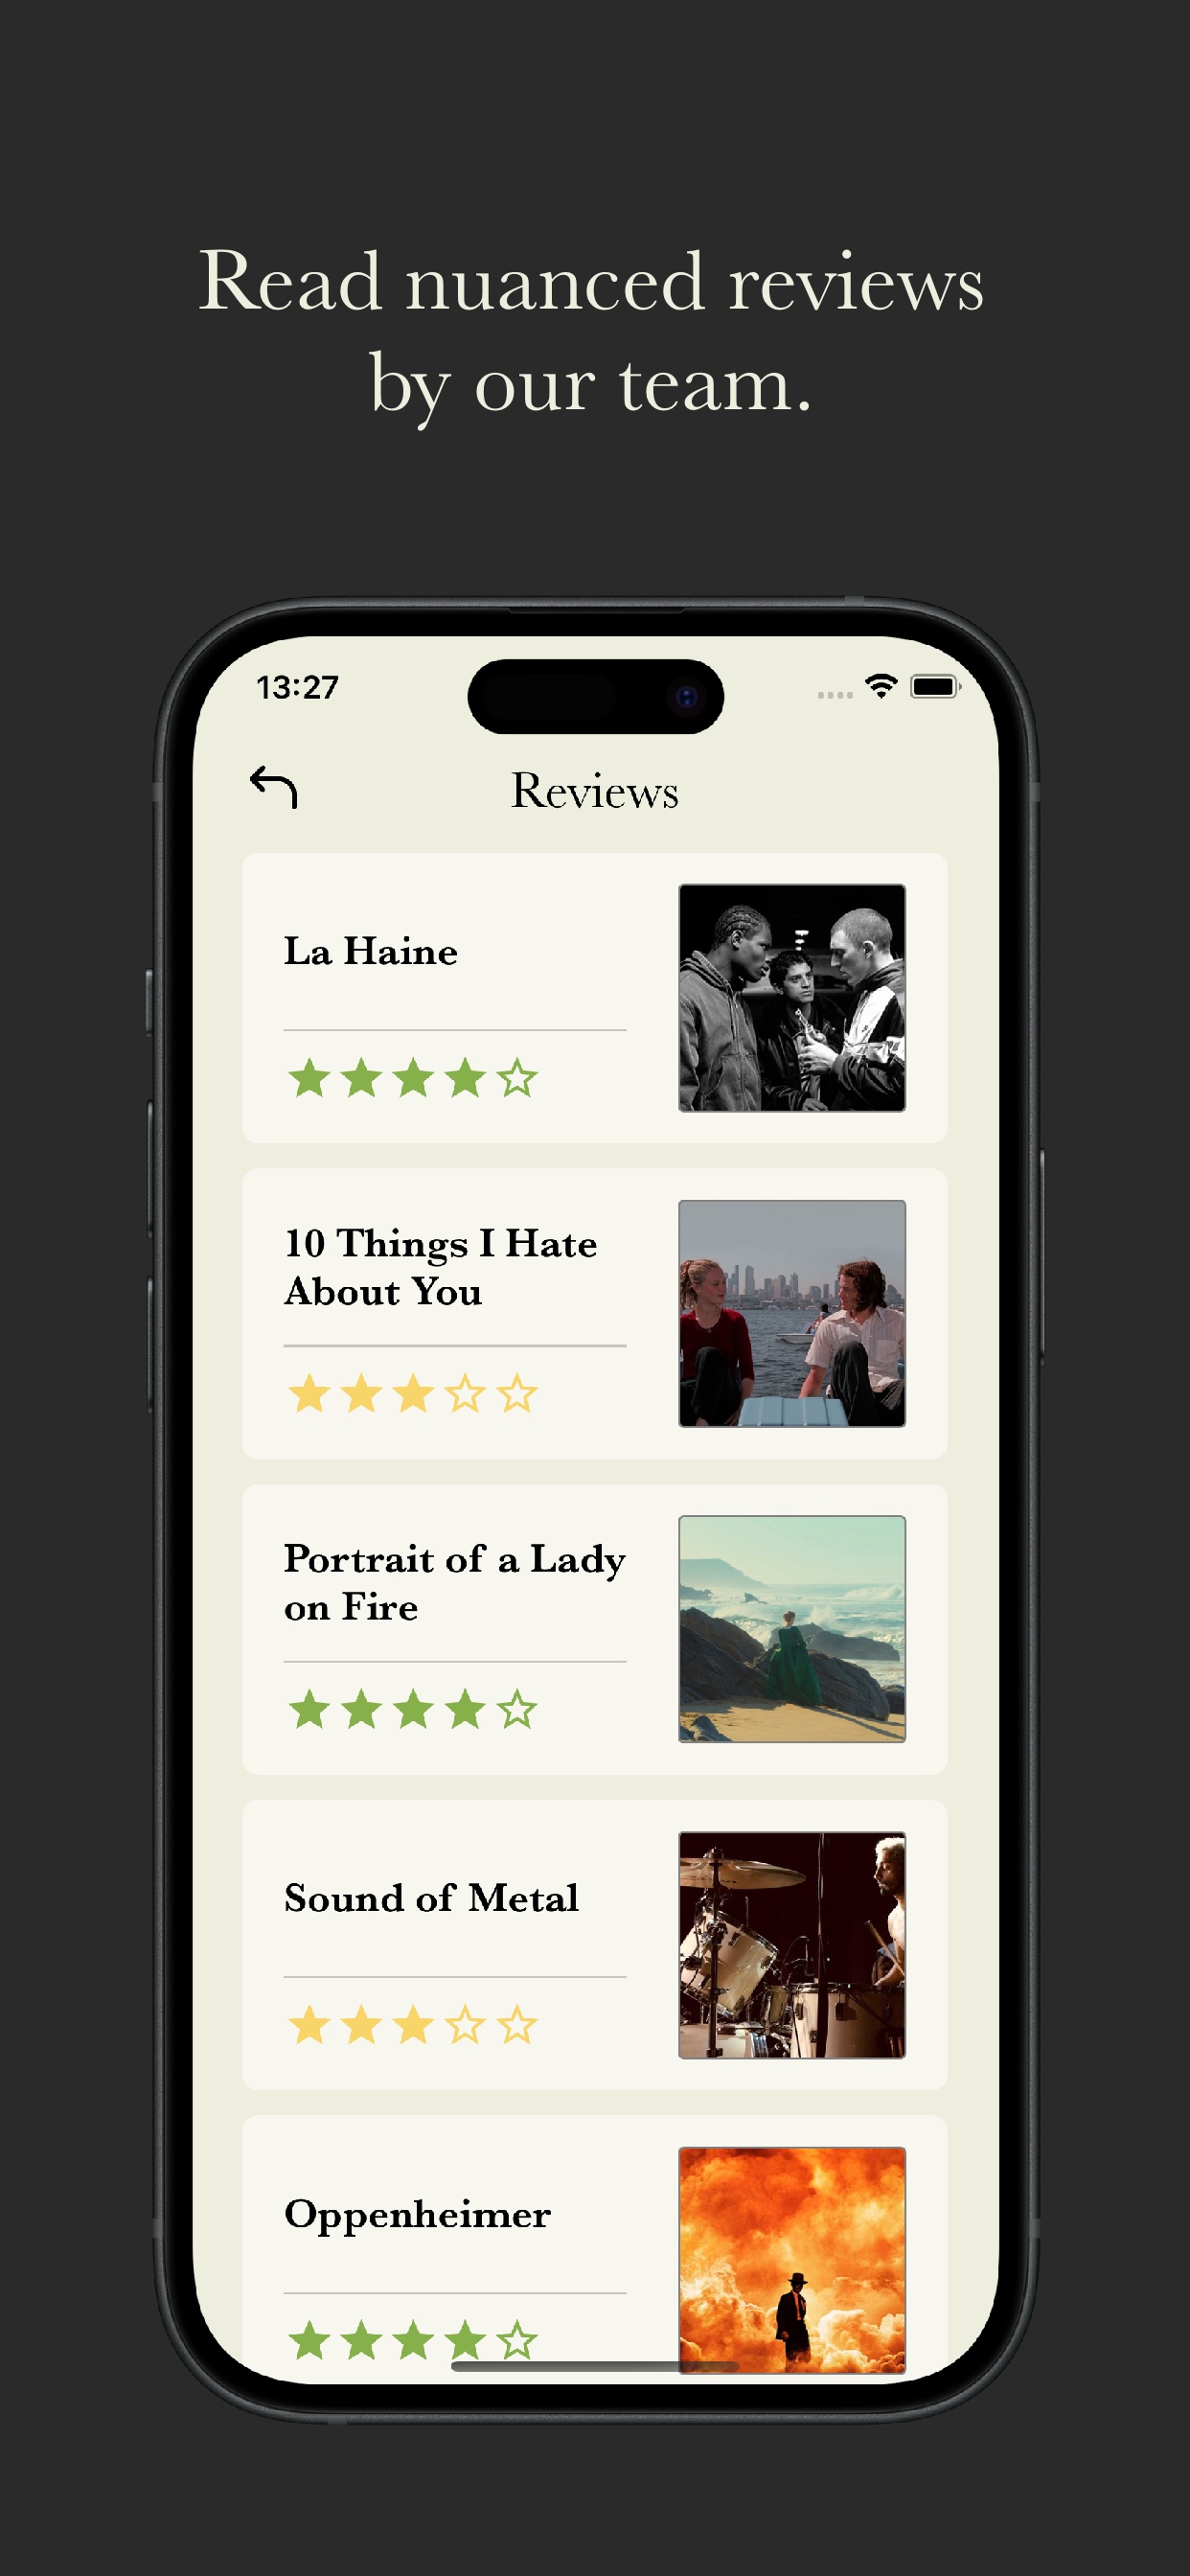 Read nuanced reviews
by our team.
13:27
Reviews
La Haine
10 Things I Hate
About You
Portrait of a Lady
on Fire
Sound of Metal
Oppenheimer